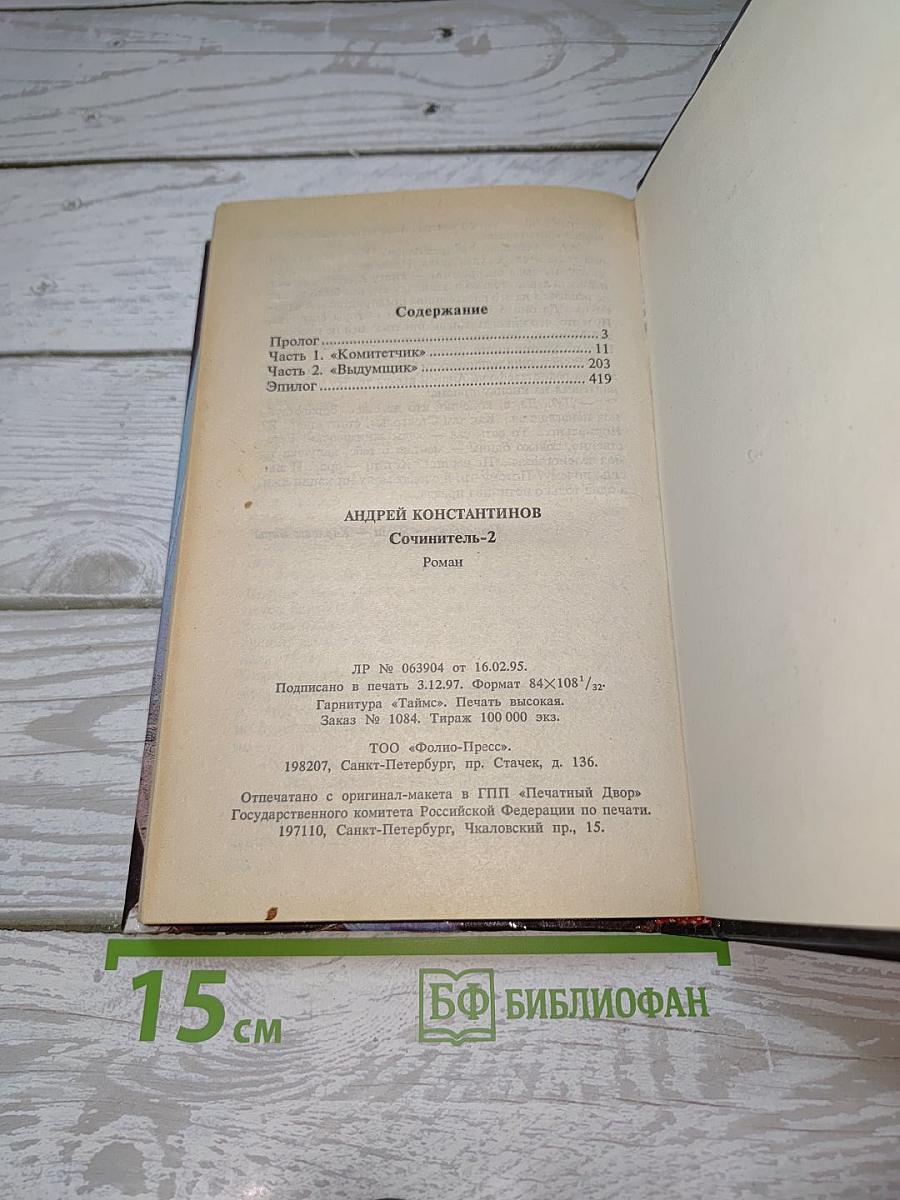 Содержание
Пролог 3
Часть 1. «Комитетчик» 11
Часть 2. «Выдумщик» 203
Эпилог 419
АНДРЕЙ КОНСТАНТИНОВ
Сочинитель-2
Роман
ЛР № 063904 от 16.02.95.
Подписано в печать 3.12.97. Формат 84×108 1/32.
Гарнитура «Таймс». Печать высокая.
Заказ № 1084. Тираж 100 000 экз.
ТОО «Фолио-Пресс».
198207, Санкт-Петербург, пр. Стачек, д. 136.
Отпечатано с оригинал-макета в ГПП «Печатный Двор»
Государственного комитета Российской Федерации по печати.
197110, Санкт-Петербург, Чкаловский пр., 15.
15 см
БФ БИБЛИОФАН